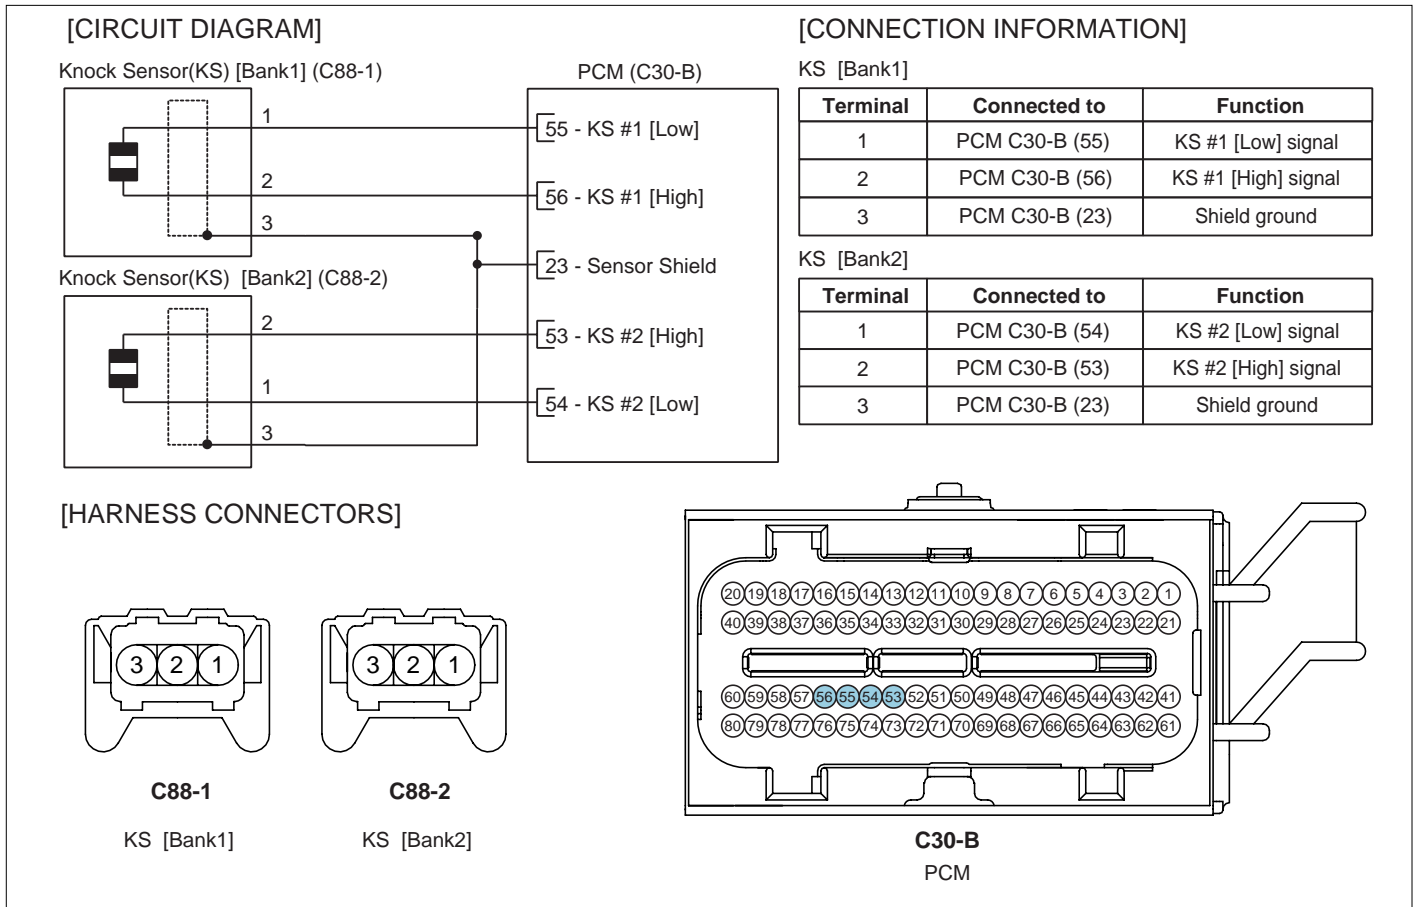 [CIRCUIT DIAGRAM]
Knock Sensor(KS) [Bank1] (C88-1)
PCM (C30-B)
1
55 - KS #1 [Low]
2
56 - KS #1 [High]
3
23 - Sensor Shield
Knock Sensor(KS) [Bank2] (C88-2)
2
53 - KS #2 [High]
1
54 - KS #2 [Low]
3
[CONNECTION INFORMATION]
KS [Bank1]
Terminal Connected to Function
1 PCM C30-B (55) KS #1 [Low] signal
2 PCM C30-B (56) KS #1 [High] signal
3 PCM C30-B (23) Shield ground
KS [Bank2]
Terminal Connected to Function
1 PCM C30-B (54) KS #2 [Low] signal
2 PCM C30-B (53) KS #2 [High] signal
3 PCM C30-B (23) Shield ground
[HARNESS CONNECTORS]
3 2 1
C88-1
KS [Bank1]
3 2 1
C88-2
KS [Bank2]
20 19 18 17 16 15 14 13 12 11 10 9 8 7 6 5 4 3 2 1
40 39 38 37 36 35 34 33 32 31 30 29 28 27 26 25 24 23 22 21
60 59 58 57 56 55 54 53 52 51 50 49 48 47 46 45 44 43 42 41
80 79 78 77 76 75 74 73 72 71 70 69 68 67 66 65 64 63 62 61
C30-B
PCM